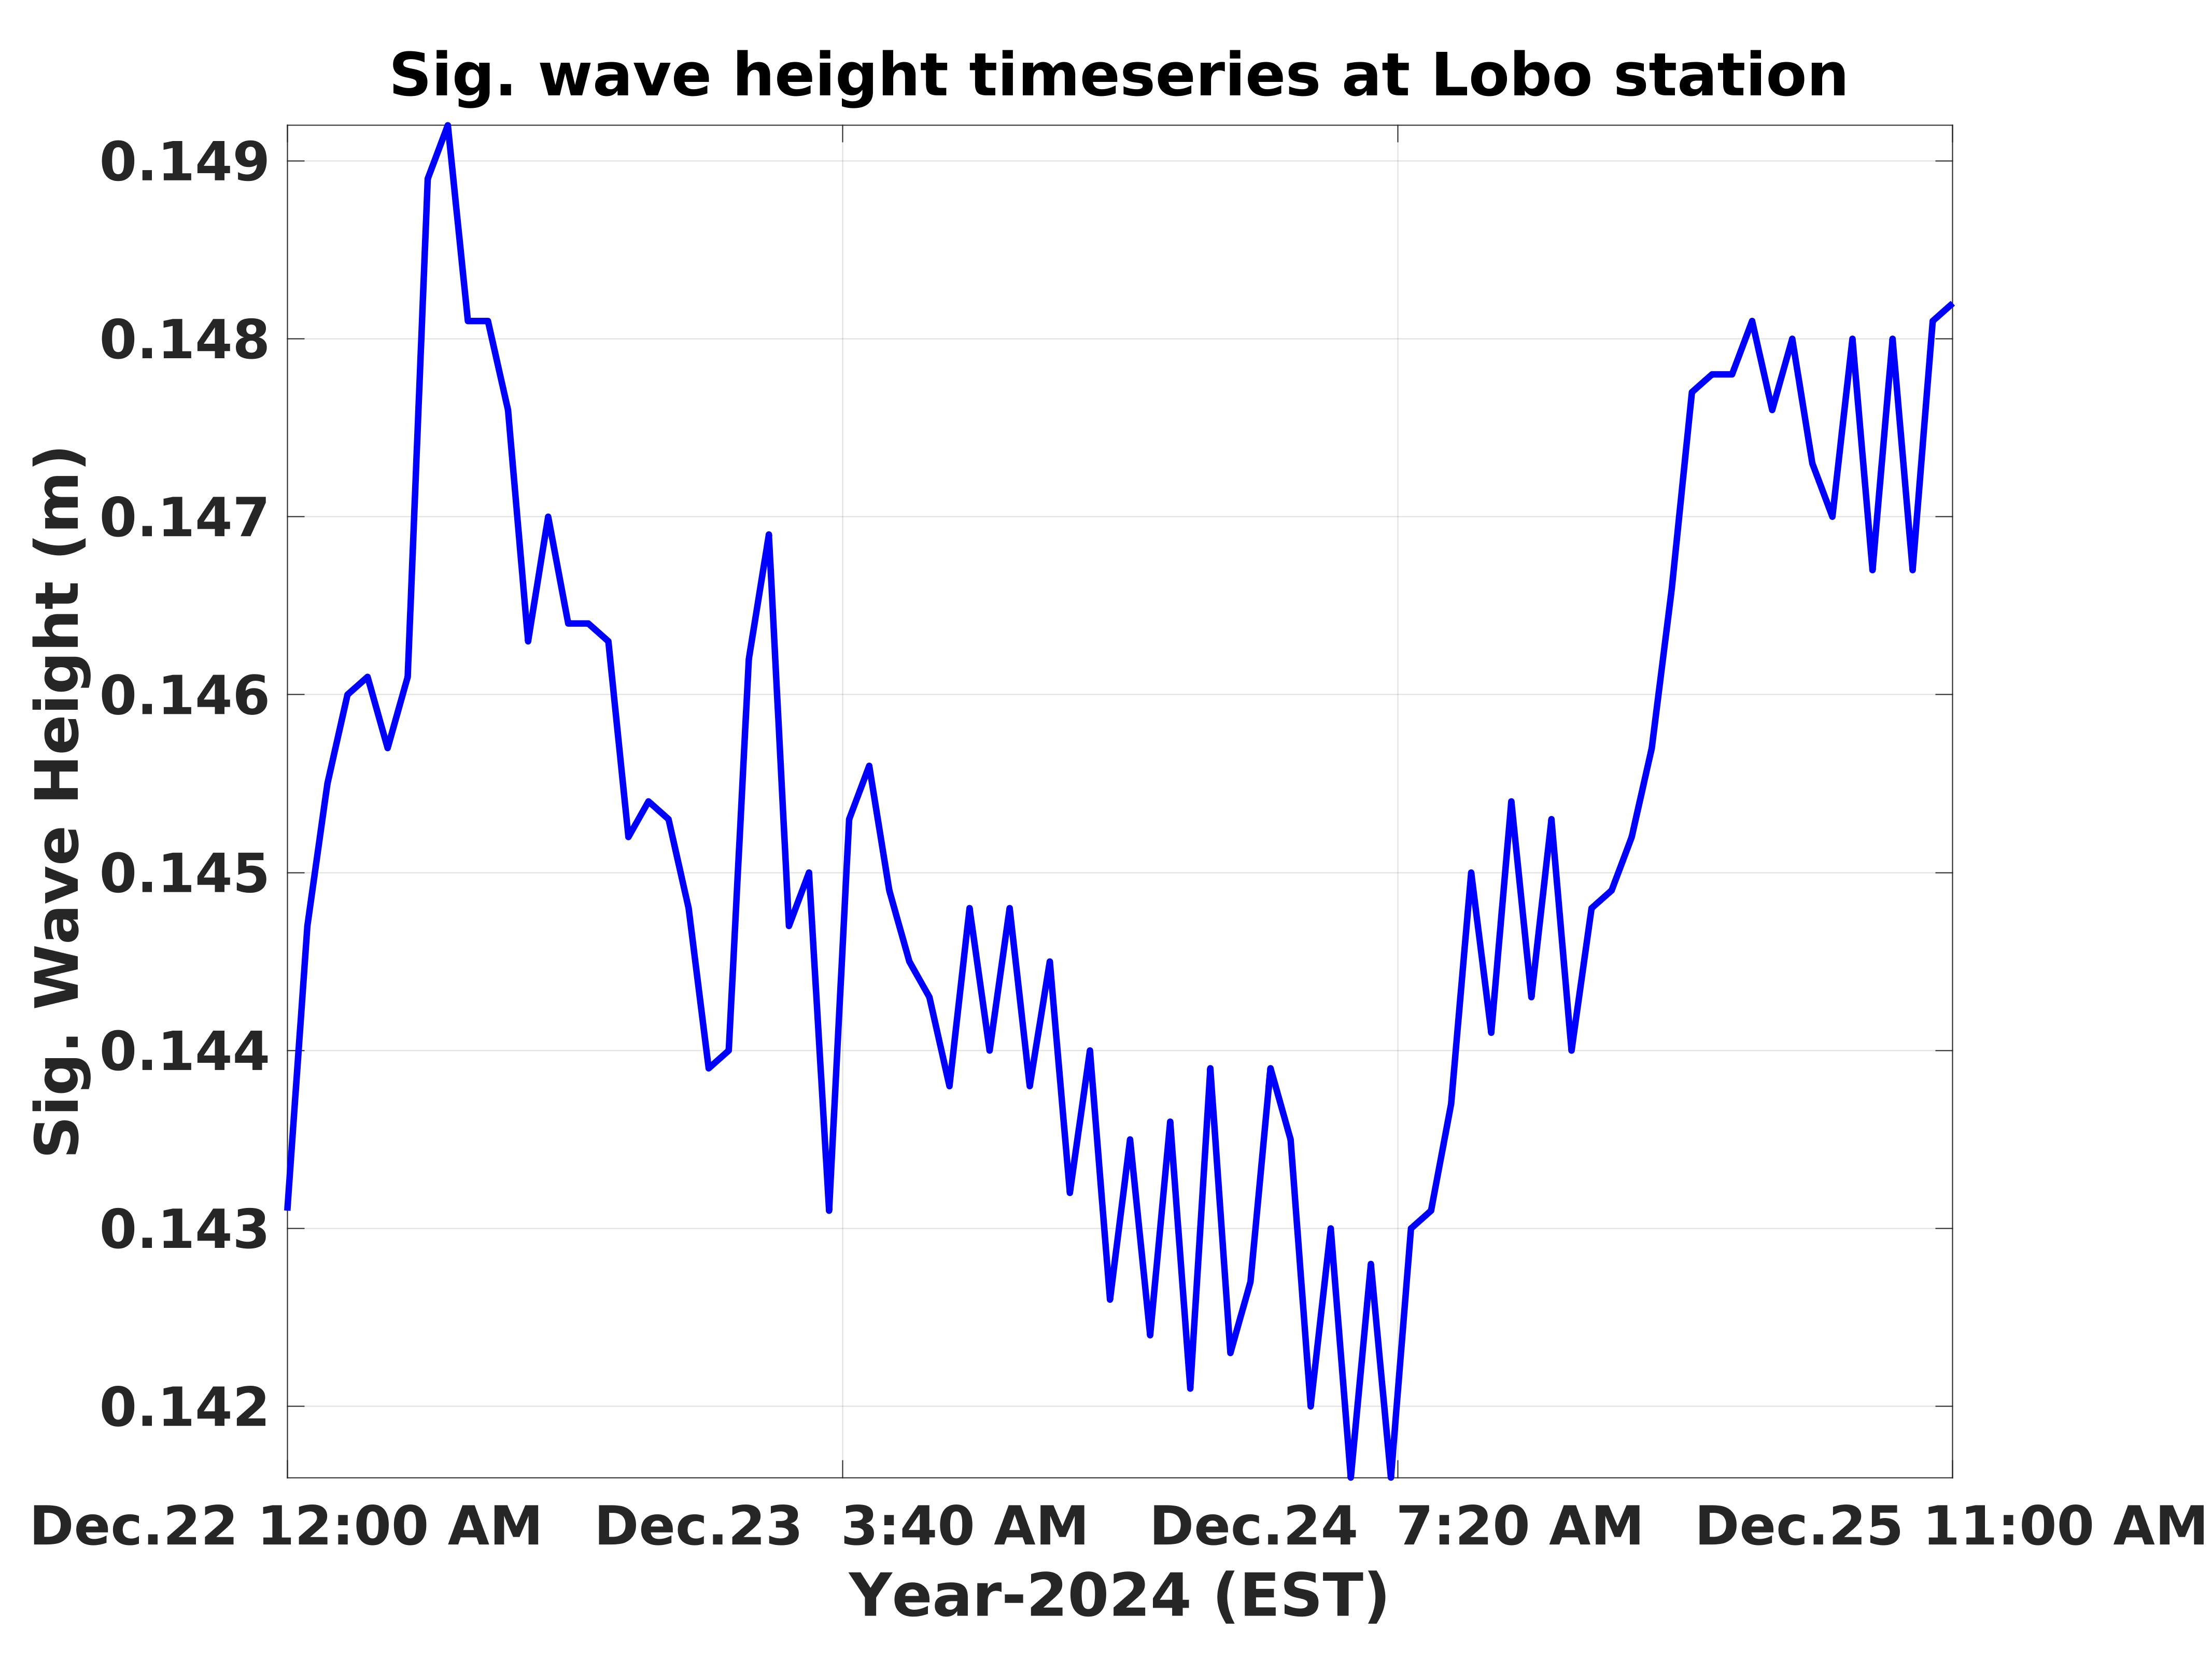 Sig. wave height timeseries at Lobo station
Sig. Wave Height (m)
0.149
0.148
0.147
0.146
0.145
0.144
0.143
0.142
Dec.22 12:00 AM
Dec.23 3:40 AM
Dec.24 7:20 AM
Dec.25 11:00 AM
Year-2024 (EST)